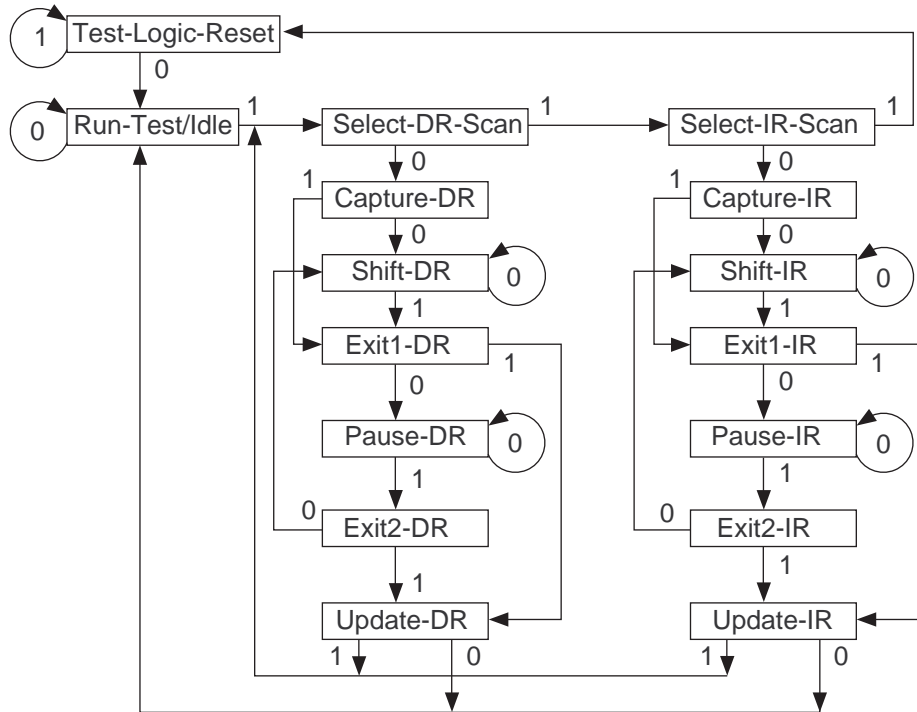 1 Test-Logic-Reset
0
0 Run-Test/Idle 1 Select-DR-Scan 1 Select-IR-Scan 1
0 0
1 Capture-DR 1 Capture-IR
0 0
Shift-DR 0 Shift-IR 0
1 1
Exit1-DR 1 Exit1-IR 1
0 0
Pause-DR 0 Pause-IR 0
1 1
0 Exit2-DR 0 Exit2-IR
1 1
Update-DR Update-IR
1 0 1 0